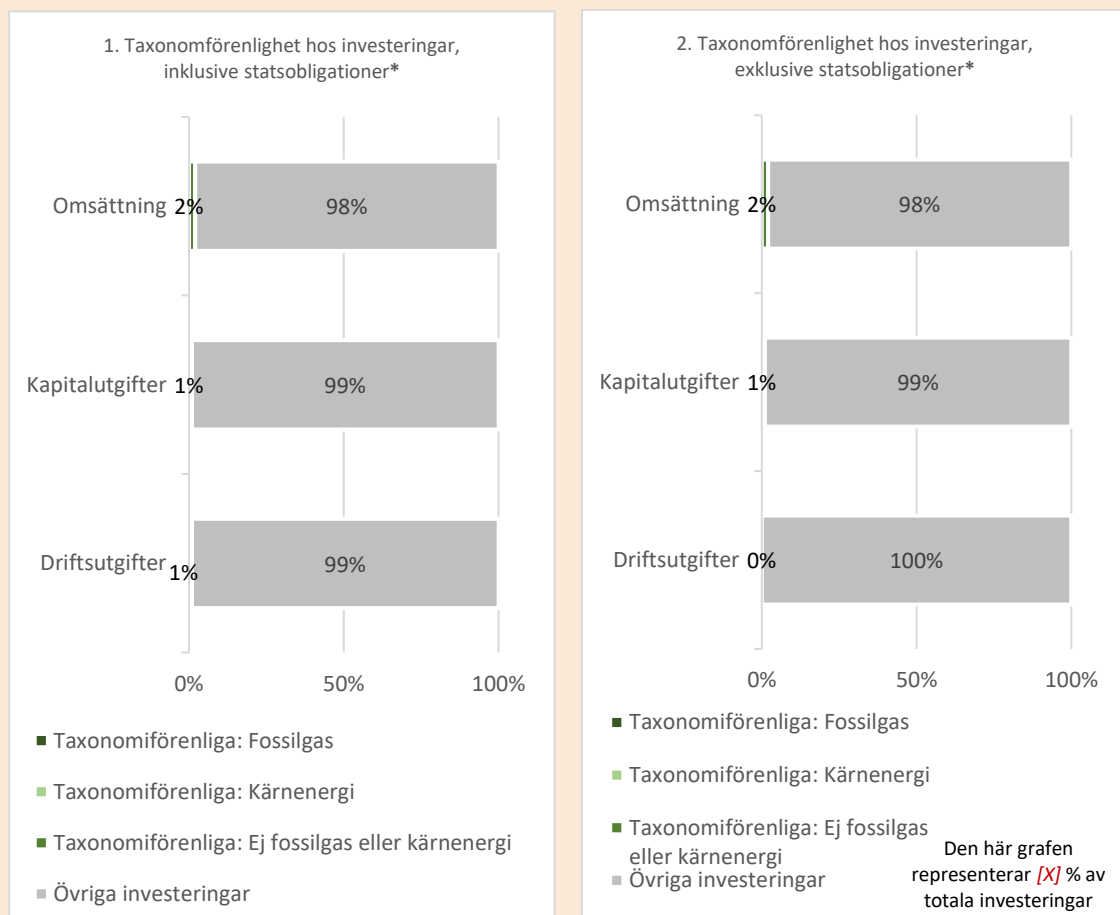 1. Taxonomförenlighet hos investeringar,
inklusive statsobligationer*
Omsättning 2% 98%
Kapitalutgifter 1% 99%
Driftsutgifter 1% 99%
0% 50% 100%
Taxonomiförenliga: Fossilgas
Taxonomiförenliga: Kärnenergi
Taxonomiförenliga: Ej fossilgas eller kärnenergi
Övriga investeringar
2. Taxonomförenlighet hos investeringar,
exklusive statsobligationer*
Omsättning 2% 98%
Kapitalutgifter 1% 99%
Driftsutgifter 0% 100%
0% 50% 100%
Taxonomiförenliga: Fossilgas
Taxonomiförenliga: Kärnenergi
Taxonomiförenliga: Ej fossilgas
eller kärnenergi
Övriga investeringar
Den här grafen
representerar [X] % av
totala investeringar